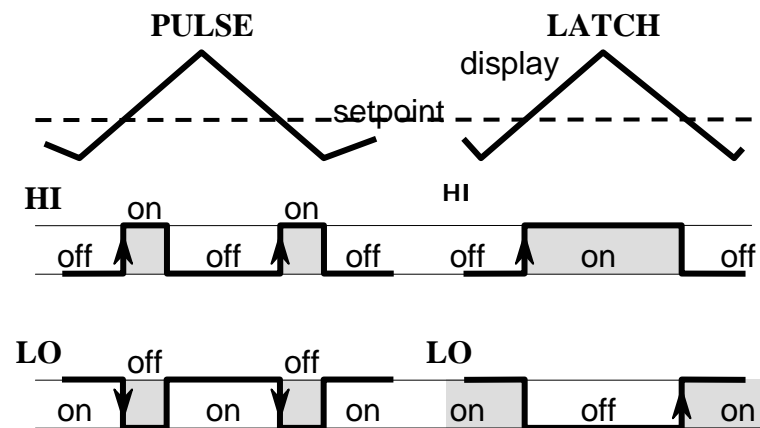 PULSE LATCH
display
setpoint
HI on on HI
off off off off on off
LO off off LO
on on on on off on